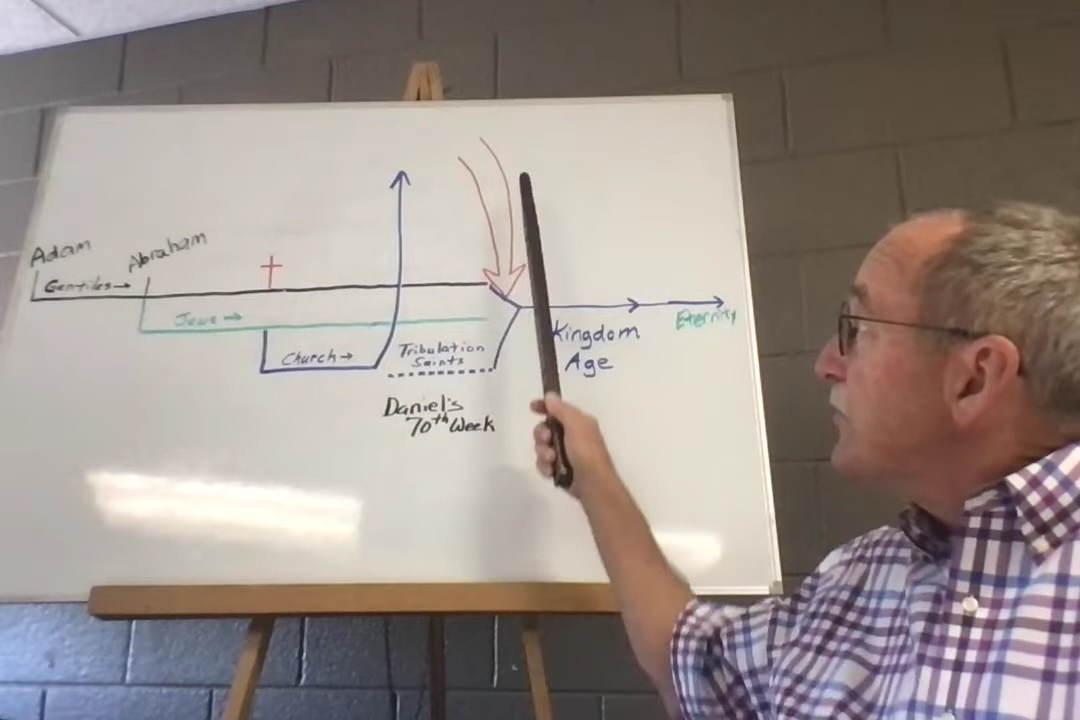 Adam
Abraham
Gentiles→
Jews →
Church→
Tribulation
Saints
Daniel's
70th Week
Kingdom
Age
Eternity